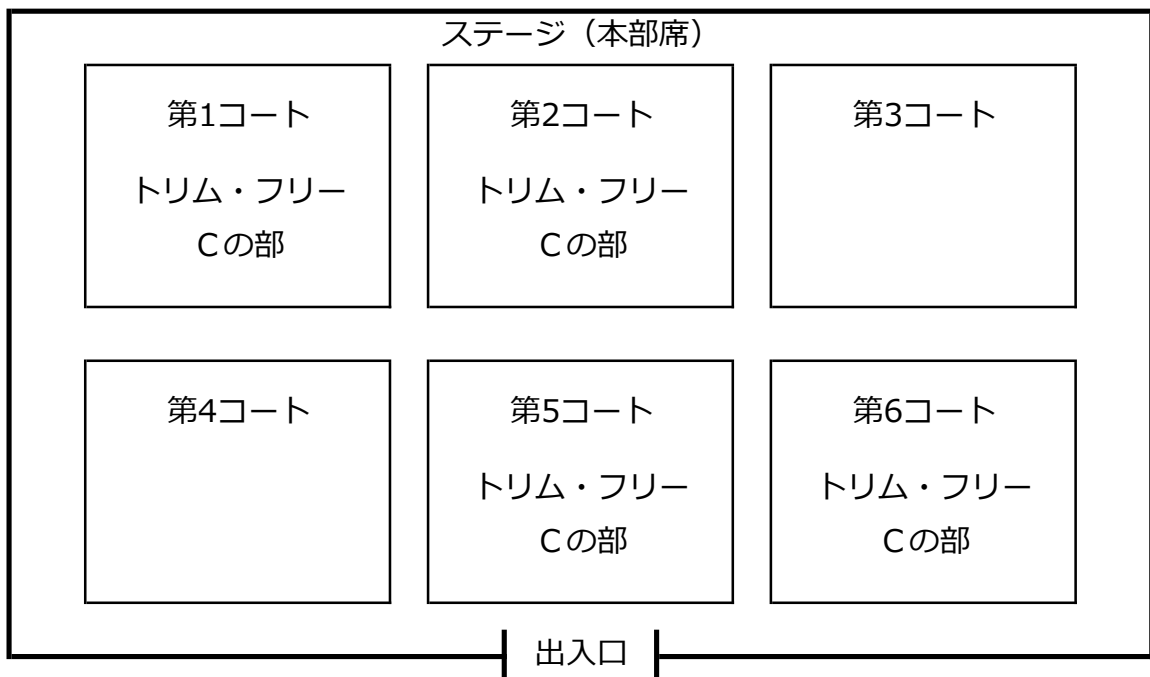 ステージ（本部席）
第1コート
トリム・フリー
Ｃの部
第2コート
トリム・フリー
Ｃの部
第3コート
第4コート
第5コート
トリム・フリー
Ｃの部
第6コート
トリム・フリー
Ｃの部
出入口